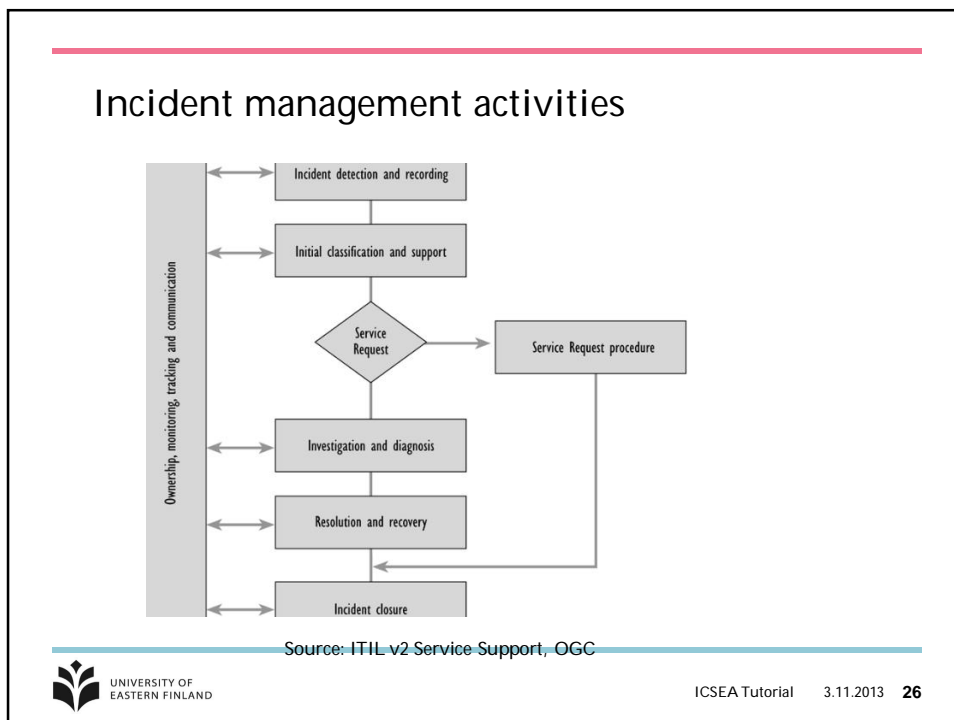 Incident management activities
Ownership, monitoring, tracking and communication
Incident detection and recording
Initial classification and support
Service
Request
Service Request procedure
Investigation and diagnosis
Resolution and recovery
Incident closure
Source: ITIL v2 Service Support, OGC
UNIVERSITY OF
EASTERN FINLAND
ICSEA Tutorial 3.11.2013 26